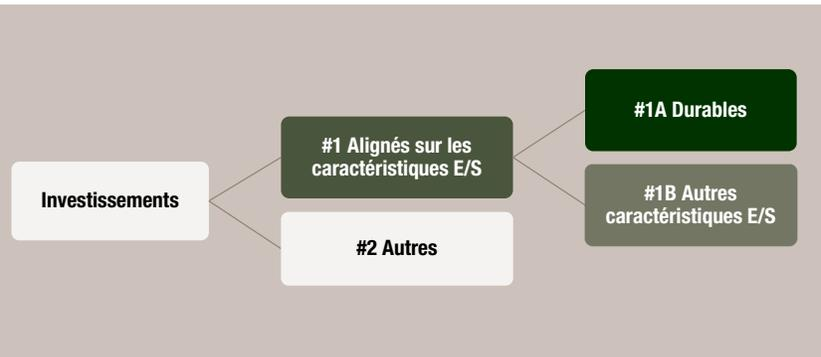 Investissements
#1 Alignés sur les
caractéristiques E/S
#2 Autres
#1A Durables
#1B Autres
caractéristiques E/S